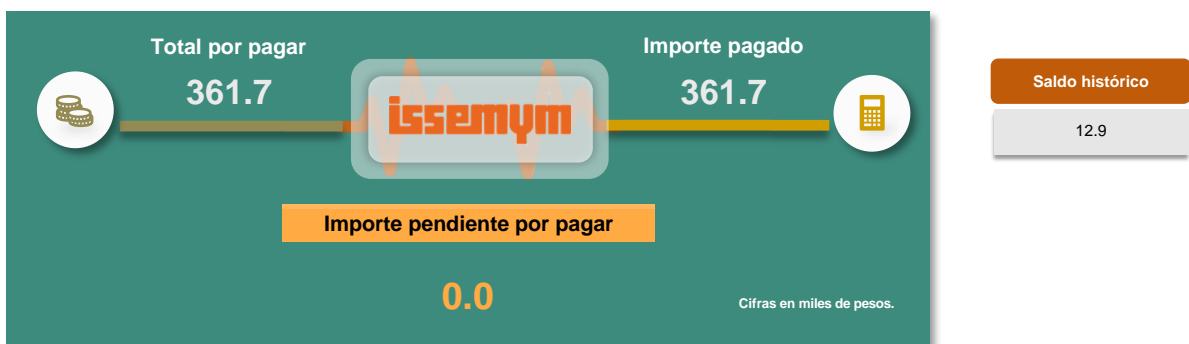 Total por pagar
361.7
issemym
Importe pagado
361.7
Importe pendiente por pagar
0.0
Cifras en miles de pesos.
Saldo histórico
12.9